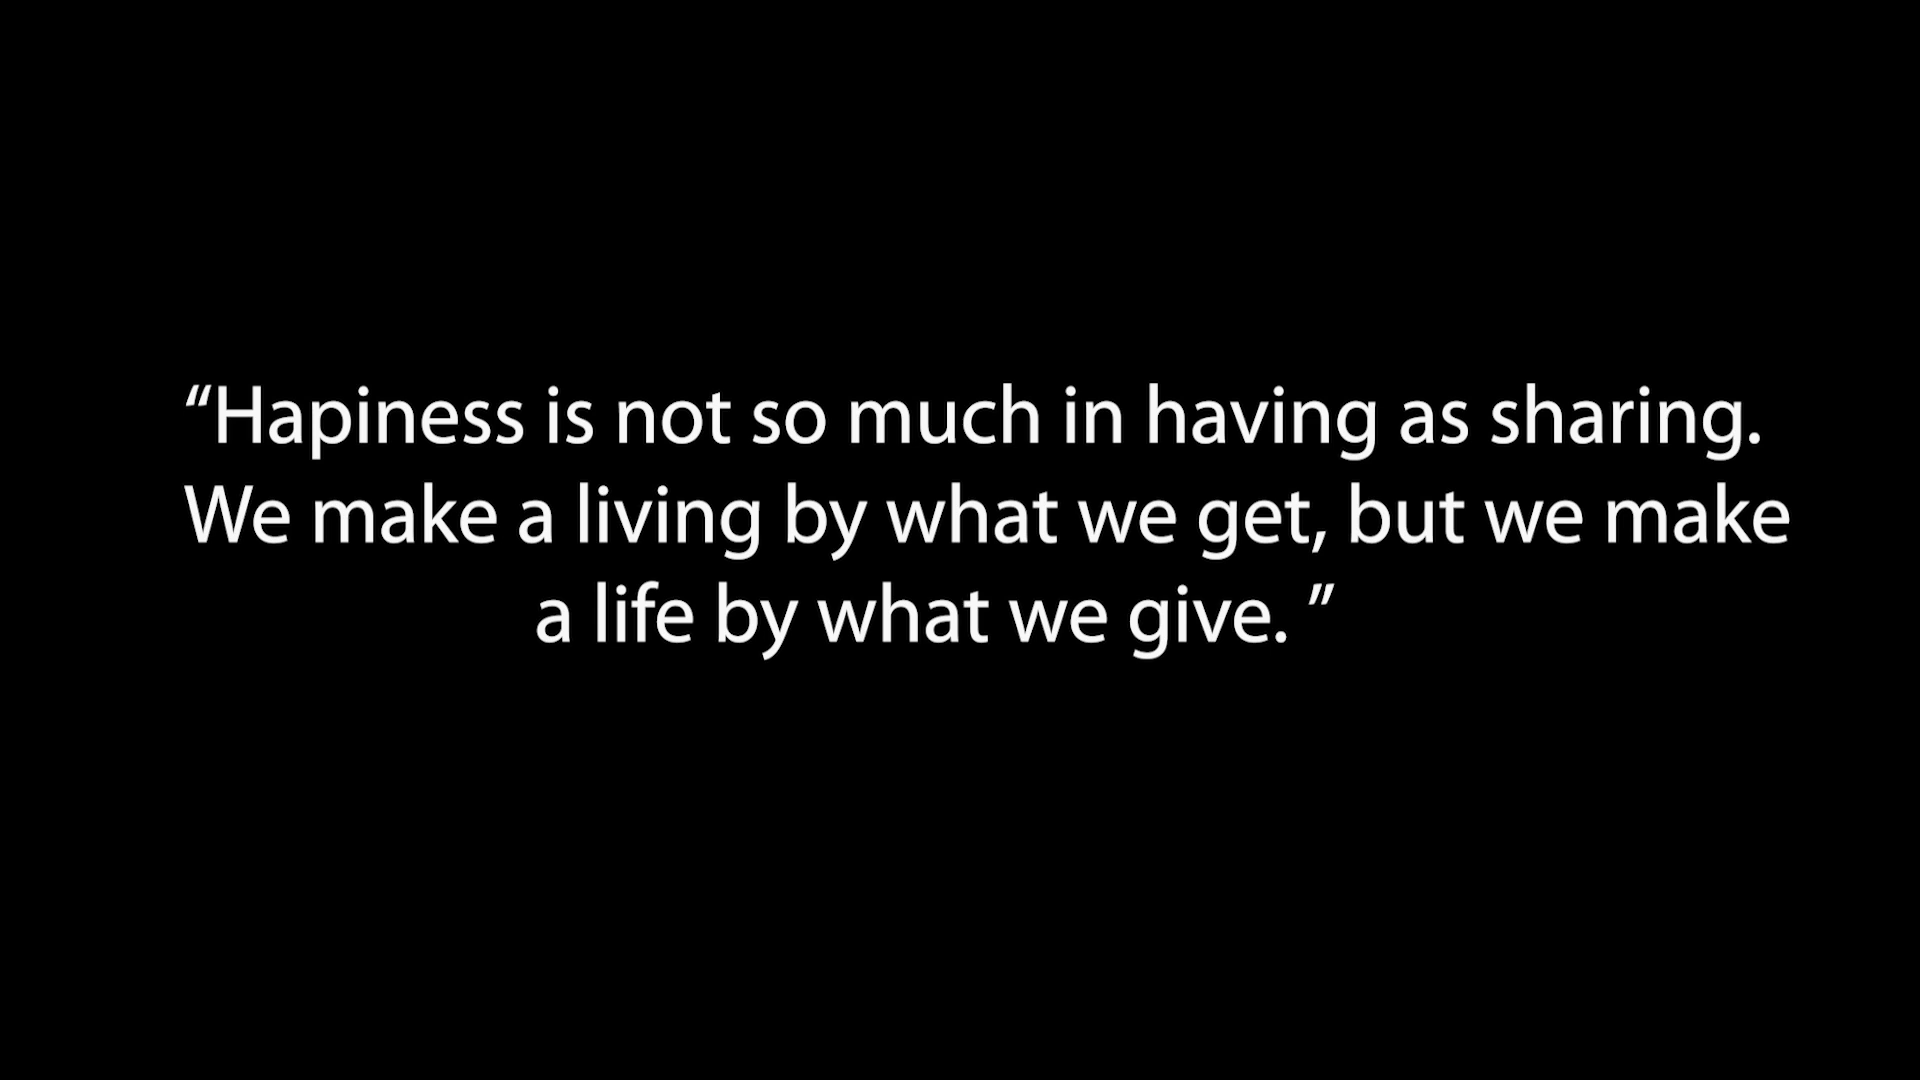 “Hapiness is not so much in having as sharing.
We make a living by what we get, but we make
a life by what we give. ”